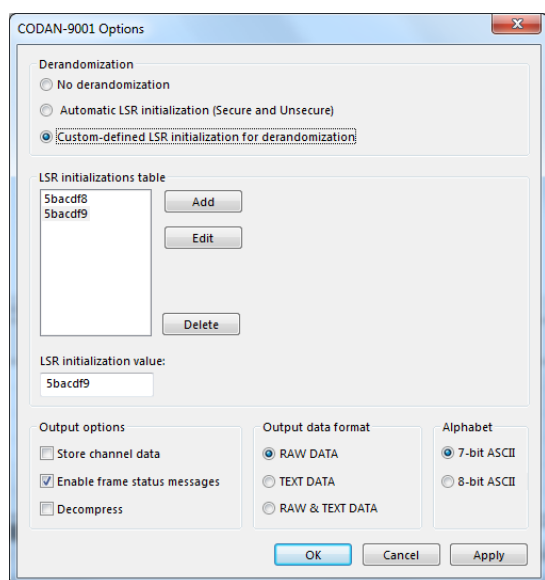 CODAN-9001 Options
Derandomization
No derandomization
Automatic LSR initialization (Secure and Unsecure)
Custom-defined LSR initialization for derandomization
LSR initializations table
5bacdf8
5bacdf9
Add
Edit
Delete
LSR initialization value:
5bacdf9
Output options
Store channel data
Enable frame status messages
Decompress
Output data format
RAW DATA
TEXT DATA
RAW & TEXT DATA
Alphabet
7-bit ASCII
8-bit ASCII
OK
Cancel
Apply